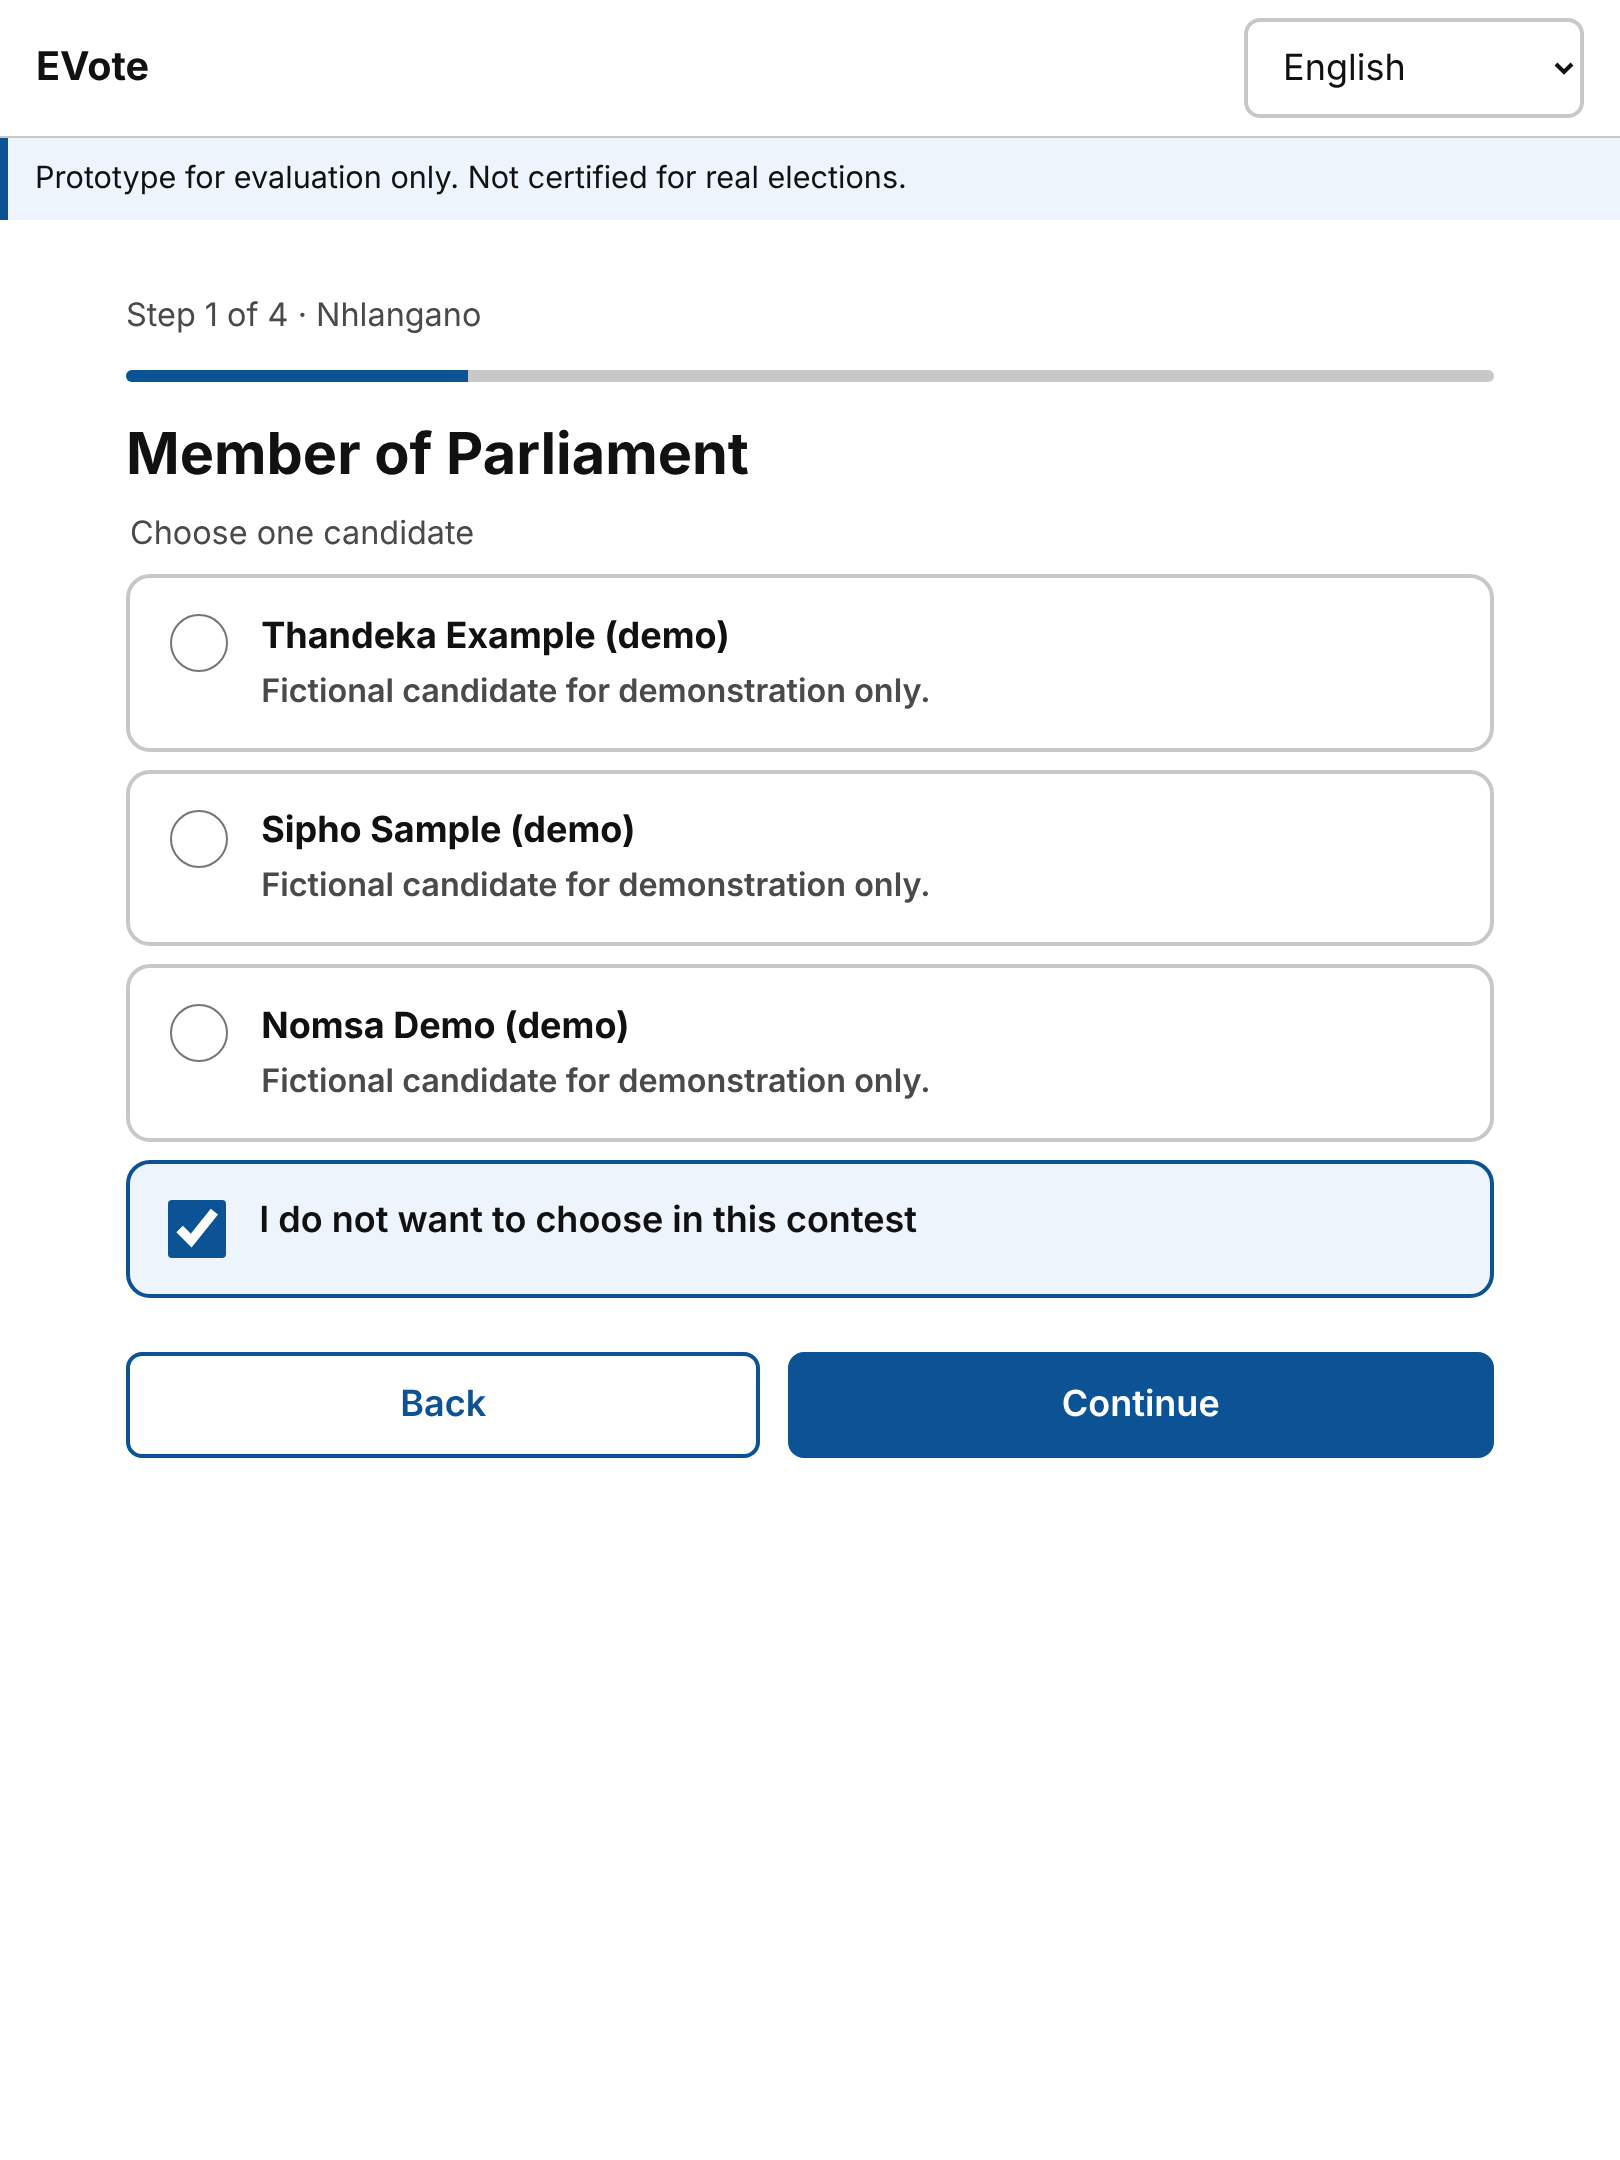 EVote
English
Prototype for evaluation only. Not certified for real elections.
Step 1 of 4 · Nhlangano
Member of Parliament
Choose one candidate
Thandeka Example (demo)
Fictional candidate for demonstration only.
Sipho Sample (demo)
Fictional candidate for demonstration only.
Nomsa Demo (demo)
Fictional candidate for demonstration only.
I do not want to choose in this contest
Back
Continue